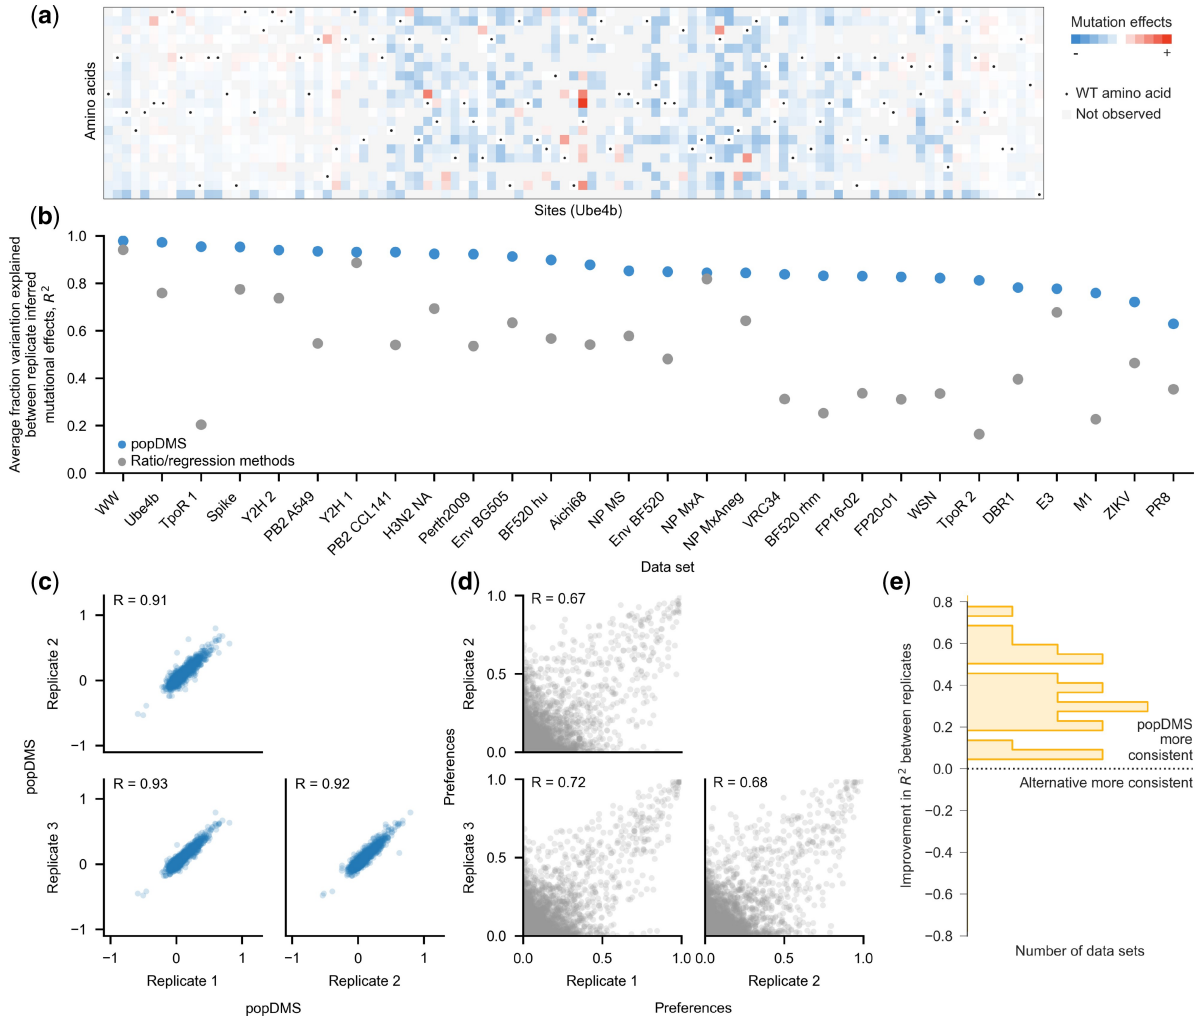 (a)
Amino acids
Sites (Ube4b)
Mutation effects
- +
WT amino acid
Not observed
(b)
Average fraction variantion explained
between replicate inferred
mutational effects, R²
1.0
0.8
0.6
0.4
0.2
0.0
popDMS
Ratio/regression methods
WW
Ube4b
TpoR 1
Spike
Y2H 2
PB2 A549
Y2H 1
PB2 CCL141
H3N2 NA
Perth2009
Env BG505
BF520 hu
Aichi68
NP MS
Env BF520
NP MxA
NP MxAneg
VRC34
BF520 rhm
FP16-02
FP20-01
WSN
TpoR 2
DBR1
E3
M1
ZIKV
PR8
Data set
(c)
popDMS
Replicate 2
R = 0.91
1
0
−1
Replicate 3
R = 0.93
1
0
−1
−1 0 1
Replicate 1
R = 0.92
−1 0 1
Replicate 2
popDMS
(d)
Preferences
Replicate 2
R = 0.67
1.0
0.5
0.0
Replicate 3
R = 0.72
1.0
0.5
0.0
0.0 0.5 1.0
Replicate 1
R = 0.68
0.0 0.5 1.0
Replicate 2
Preferences
(e)
Improvement in R² between replicates
0.8
0.6
0.4
0.2
0.0
−0.2
−0.4
−0.6
−0.8
popDMS
more
consistent
Alternative more consistent
Number of data sets